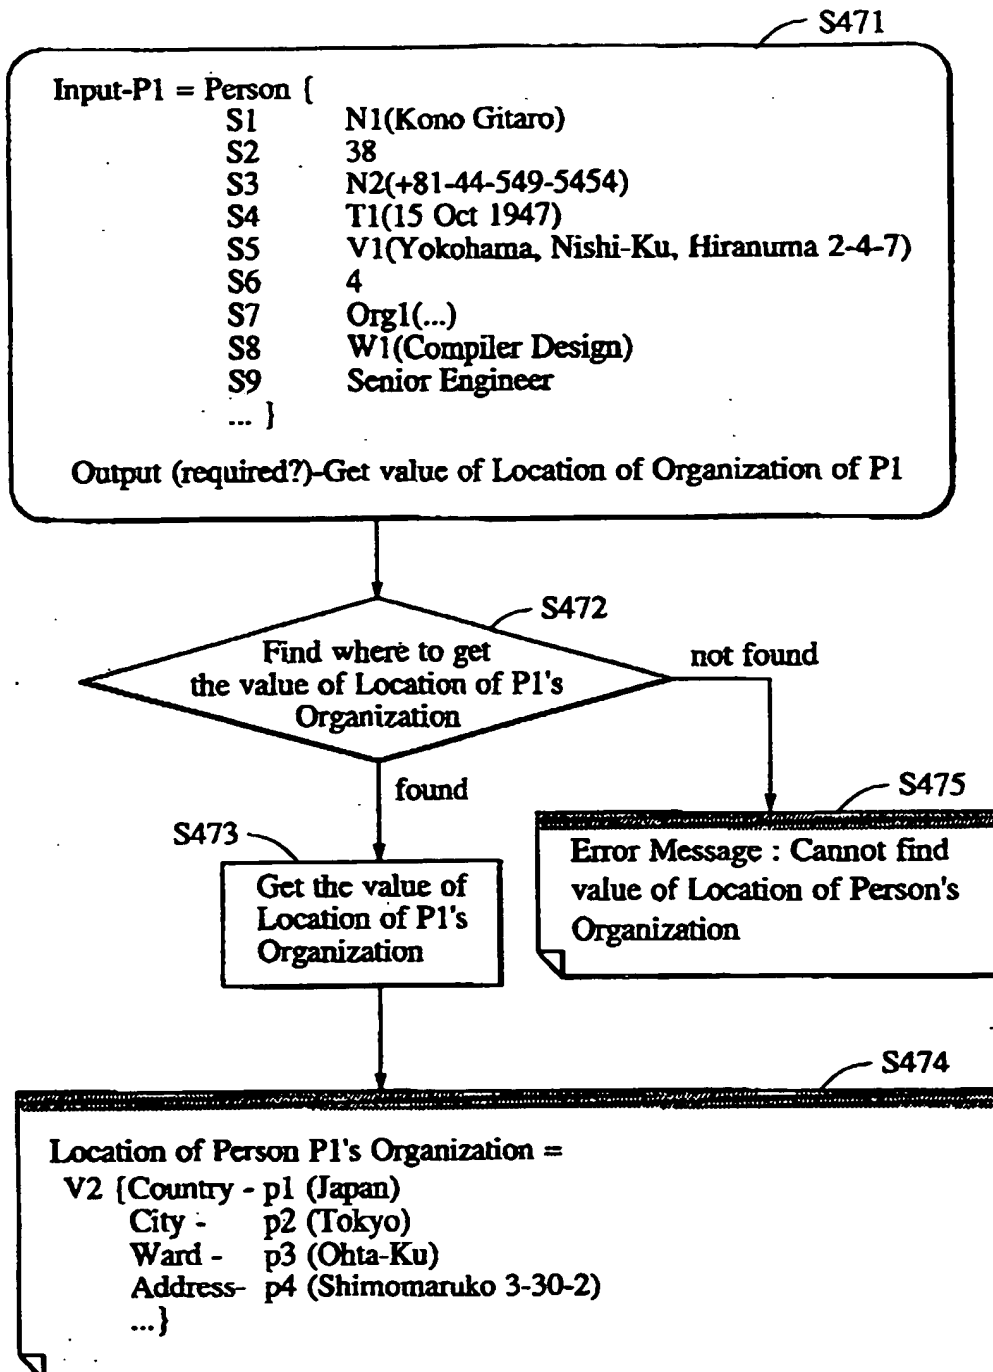 S471
Input-P1 = Person {
S1 N1(Kono Gitaro)
S2 38
S3 N2(+81-44-549-5454)
S4 T1(15 Oct 1947)
S5 V1(Yokohama, Nishi-Ku, Hiranuma 2-4-7)
S6 4
S7 Org1(...)
S8 W1(Compiler Design)
S9 Senior Engineer
... }
Output (required?)-Get value of Location of Organization of P1
S472
Find where to get
the value of Location of P1's
Organization
not found
found
S473
Get the value of
Location of P1's
Organization
S475
Error Message : Cannot find
value of Location of Person's
Organization
S474
Location of Person P1's Organization =
V2 {Country - p1 (Japan)
City - p2 (Tokyo)
Ward - p3 (Ohta-Ku)
Address- p4 (Shimomaruko 3-30-2)
...}